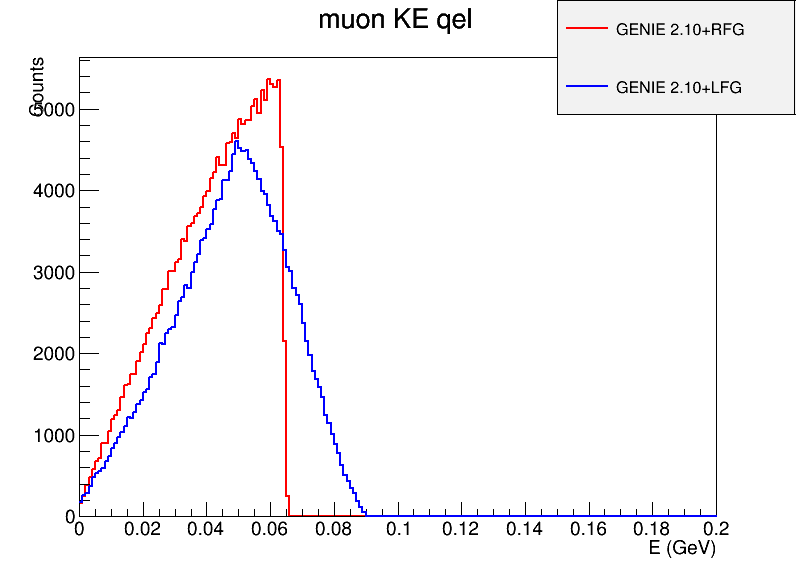 muon KE qel
GENIE 2.10+RFG
GENIE 2.10+LFG
Counts
5000
4000
3000
2000
1000
0
0 0.02 0.04 0.06 0.08 0.1 0.12 0.14 0.16 0.18 0.2
E (GeV)